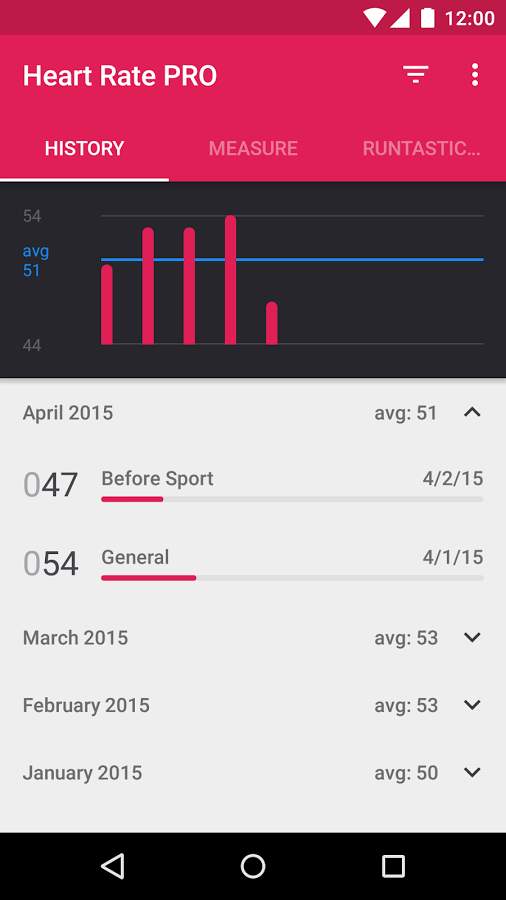 12:00
Heart Rate PRO
HISTORY MEASURE RUNTASTIC...
54
avg
51
44
April 2015 avg: 51
047 Before Sport 4/2/15
054 General 4/1/15
March 2015 avg: 53
February 2015 avg: 53
January 2015 avg: 50